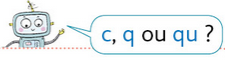 c, q ou qu ?